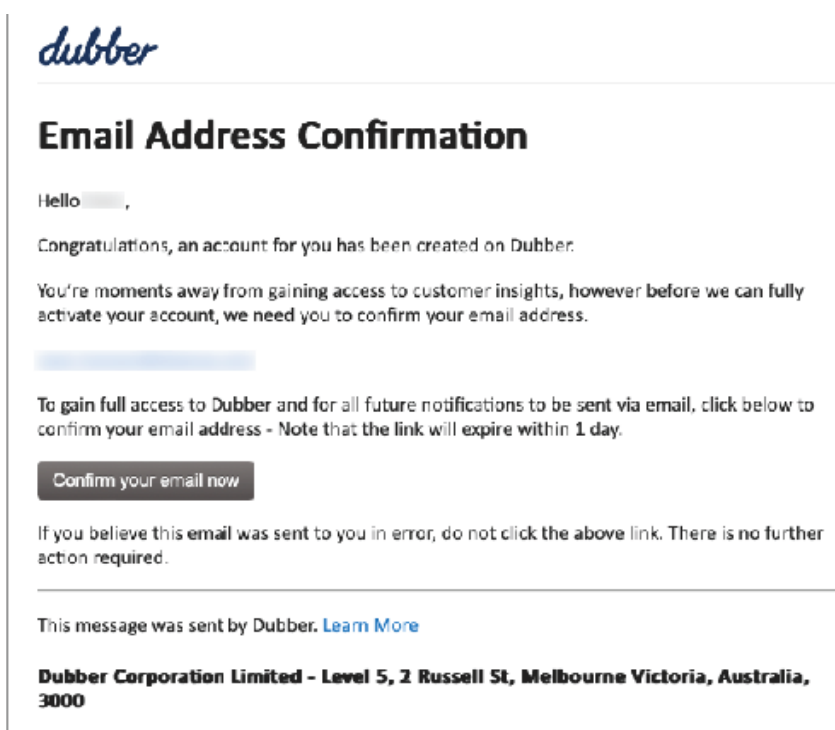 dubber
Email Address Confirmation
Hello ,
Congratulations, an account for you has been created on Dubber.
You're moments away from gaining access to customer insights, however before we can fully
activate your account, we need you to confirm your email address.
To gain full access to Dubber and for all future notifications to be sent via email, click below to
confirm your email address - Note that the link will expire within 1 day.
Confirm your email now
If you believe this email was sent to you in error, do not click the above link. There is no further
action required.
This message was sent by Dubber. Learn More
Dubber Corporation Limited - Level 5, 2 Russell St, Melbourne Victoria, Australia,
3000